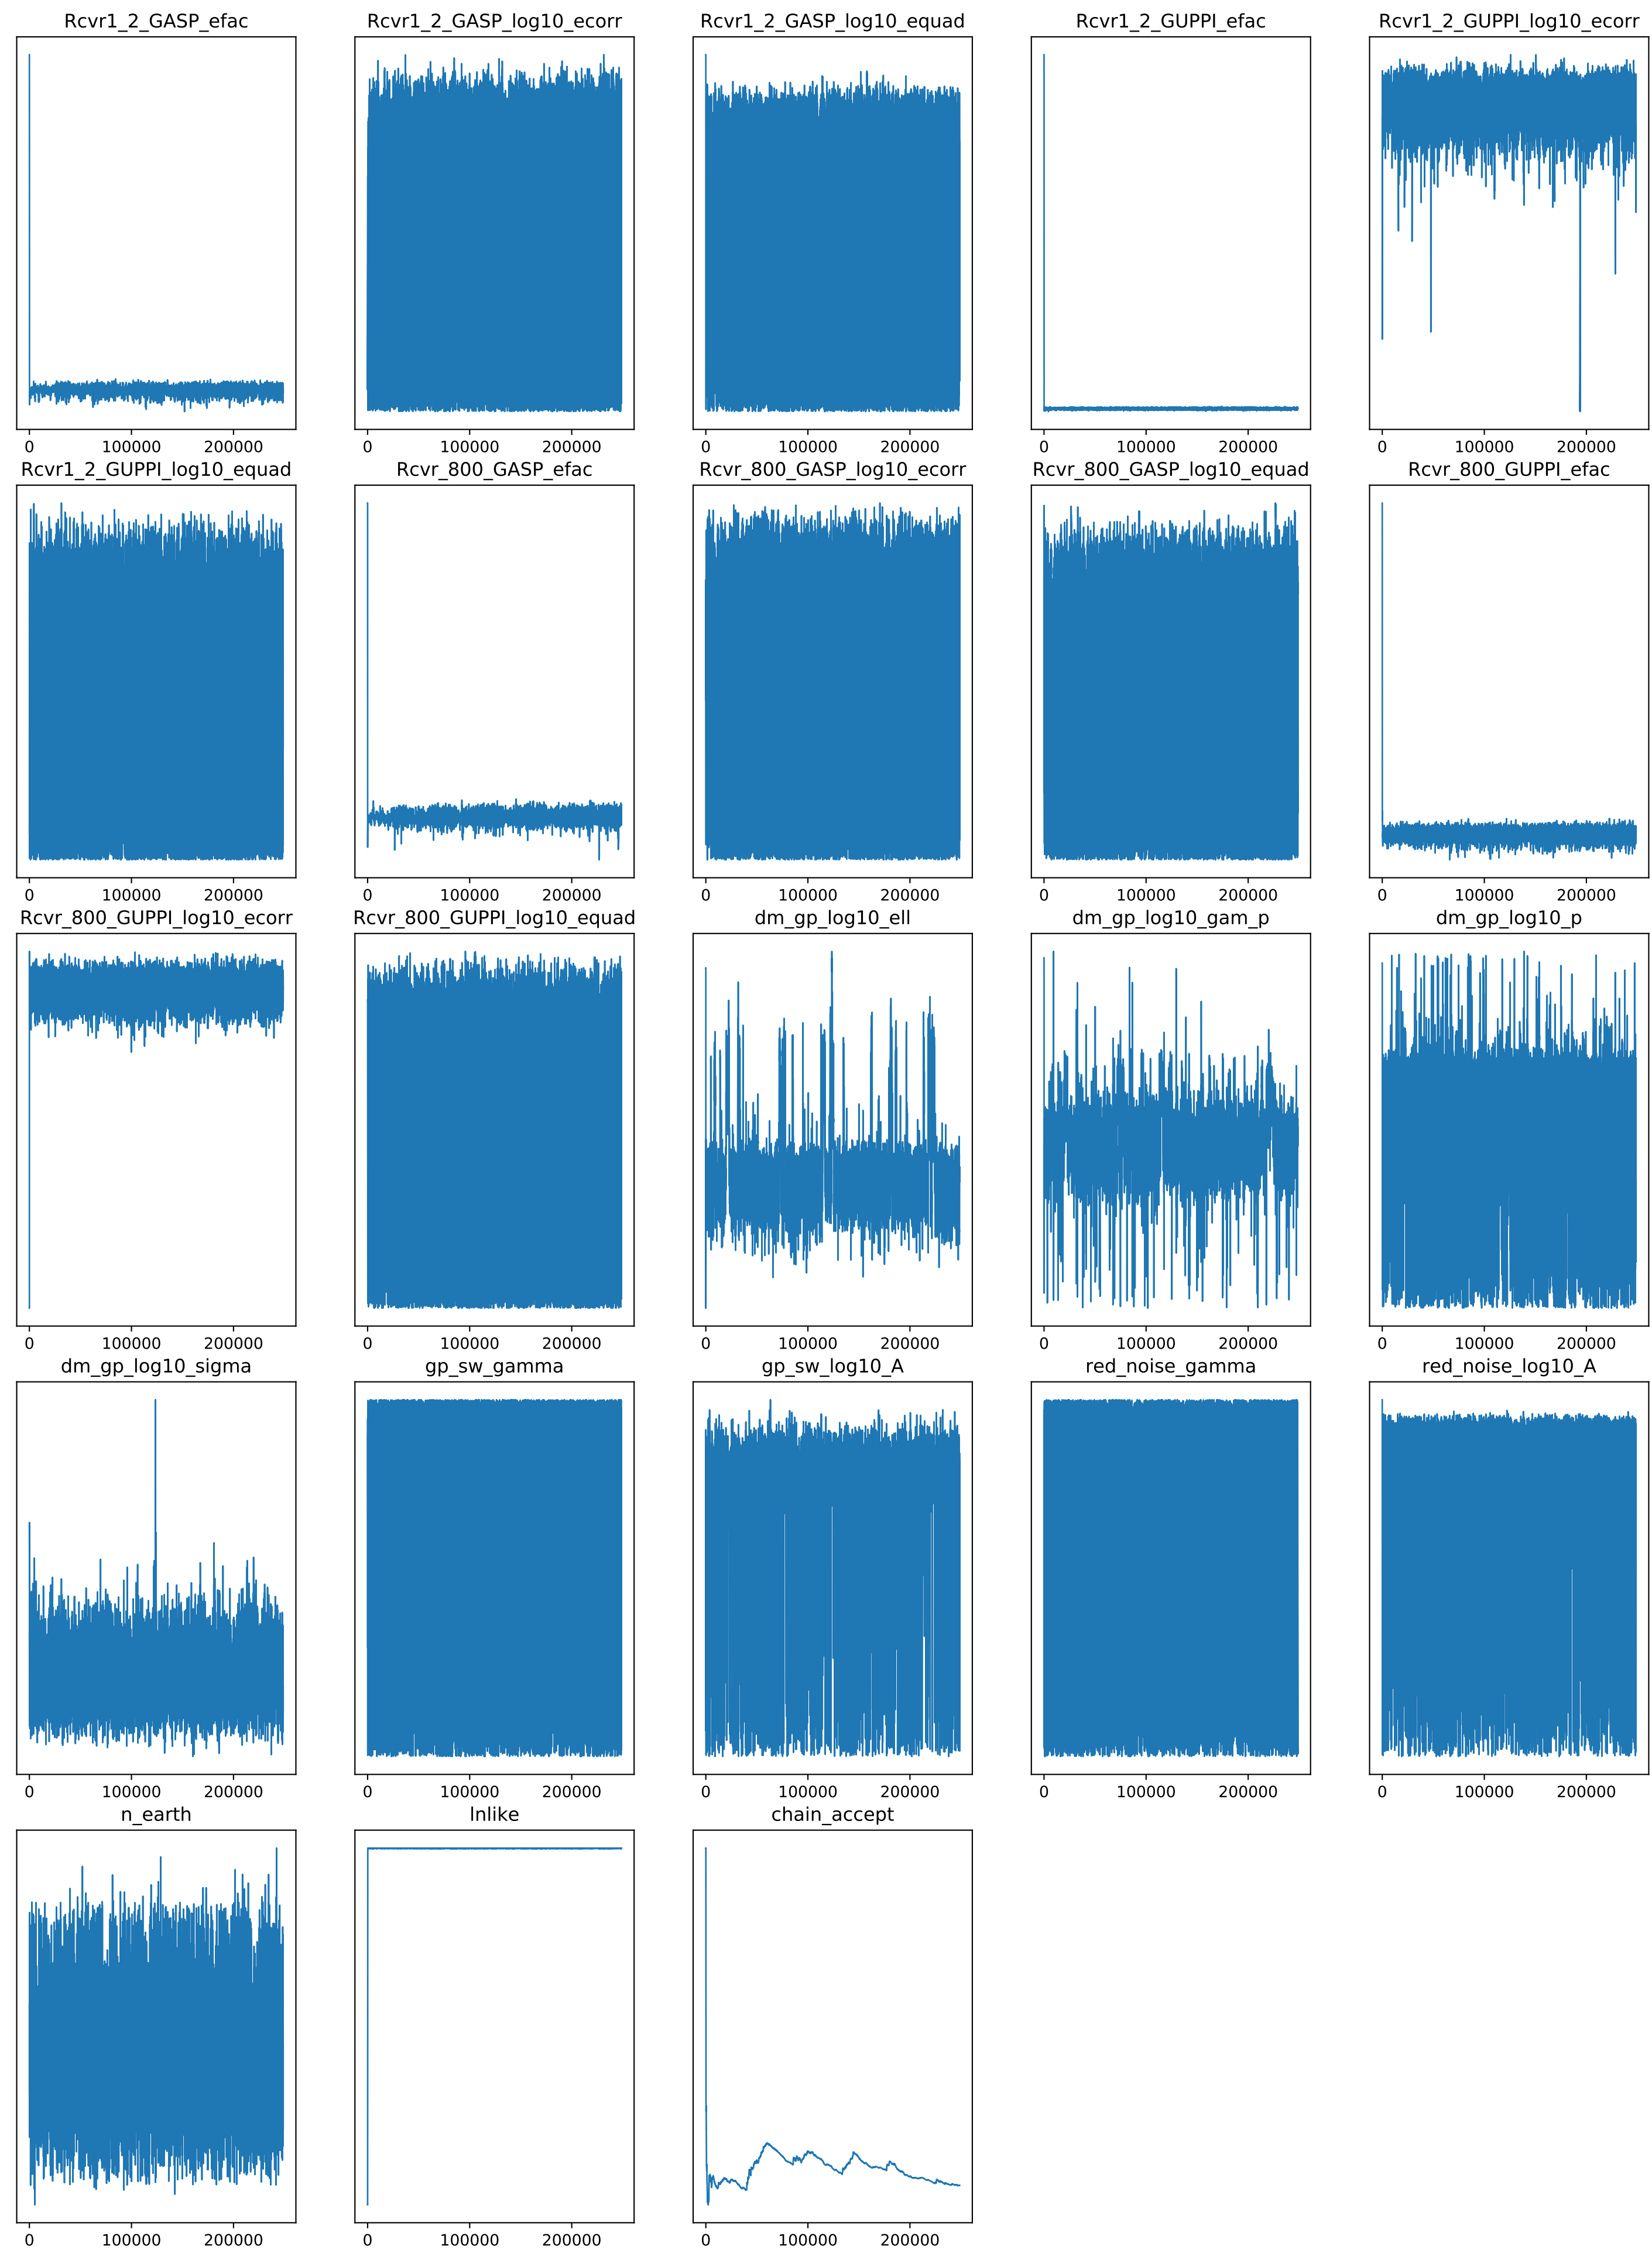 Rcvr1_2_GASP_efac Rcvr1_2_GASP_log10_ecorr Rcvr1_2_GASP_log10_equad Rcvr1_2_GUPPI_efac Rcvr1_2_GUPPI_log10_ecorr
0 100000 200000 0 100000 200000 0 100000 200000 0 100000 200000 0 100000 200000
Rcvr1_2_GUPPI_log10_equad Rcvr_800_GASP_efac Rcvr_800_GASP_log10_ecorr Rcvr_800_GASP_log10_equad Rcvr_800_GUPPI_efac
0 100000 200000 0 100000 200000 0 100000 200000 0 100000 200000 0 100000 200000
Rcvr_800_GUPPI_log10_ecorr Rcvr_800_GUPPI_log10_equad dm_gp_log10_ell dm_gp_log10_gam_p dm_gp_log10_p
0 100000 200000 0 100000 200000 0 100000 200000 0 100000 200000 0 100000 200000
dm_gp_log10_sigma gp_sw_gamma gp_sw_log10_A red_noise_gamma red_noise_log10_A
0 100000 200000 0 100000 200000 0 100000 200000 0 100000 200000 0 100000 200000
n_earth lnlike chain_accept
0 100000 200000 0 100000 200000 0 100000 200000